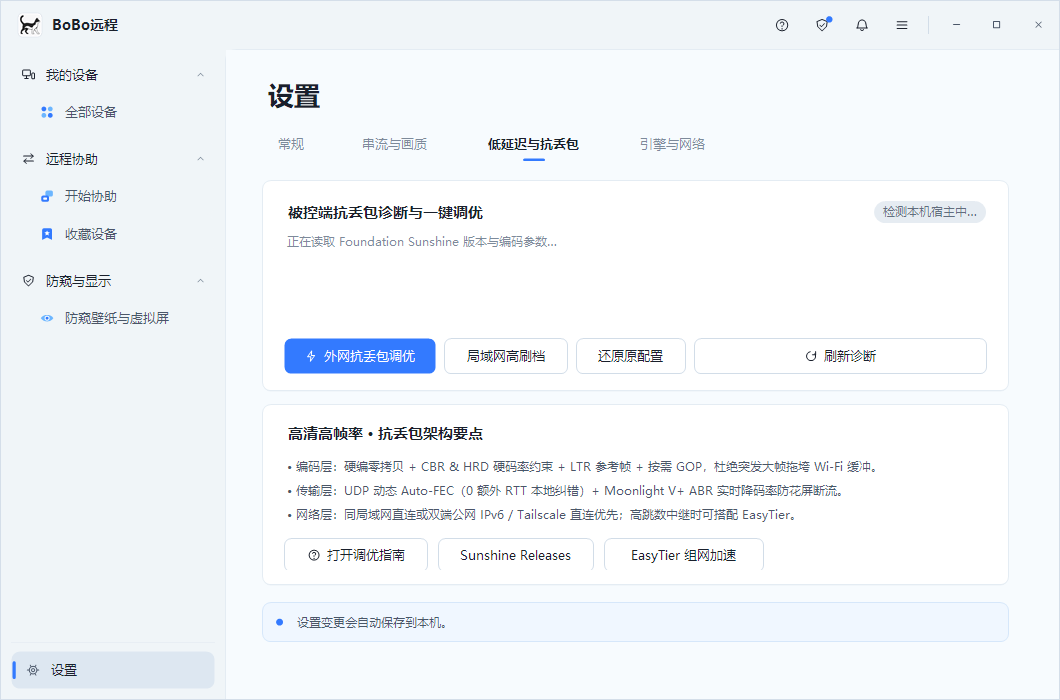 BoBo远程
我的设备
全部设备
远程协助
开始协助
收藏设备
防窥与显示
防窥壁纸与虚拟屏
设置
设置
常规 串流与画质 低延迟与抗丢包 引擎与网络
被控端抗丢包诊断与一键调优
检测本机宿主中...
正在读取 Foundation Sunshine 版本与编码参数...
外网抗丢包调优 局域网高刷档 还原原配置 刷新诊断
高清高帧率 • 抗丢包架构要点
• 编码层：硬编零拷贝 + CBR & HRD 硬码率约束 + LTR 参考帧 + 按需 GOP，杜绝突发大帧拖垮 Wi-Fi 缓冲。
• 传输层：UDP 动态 Auto-FEC（0 额外 RTT 本地纠错）+ Moonlight V+ ABR 实时降码率防花屏断流。
• 网络层：同局域网直连或双端公网 IPv6 / Tailscale 直连优先；高跳数中继时可搭配 EasyTier。
打开调优指南 Sunshine Releases EasyTier 组网加速
设置变更会自动保存到本机。